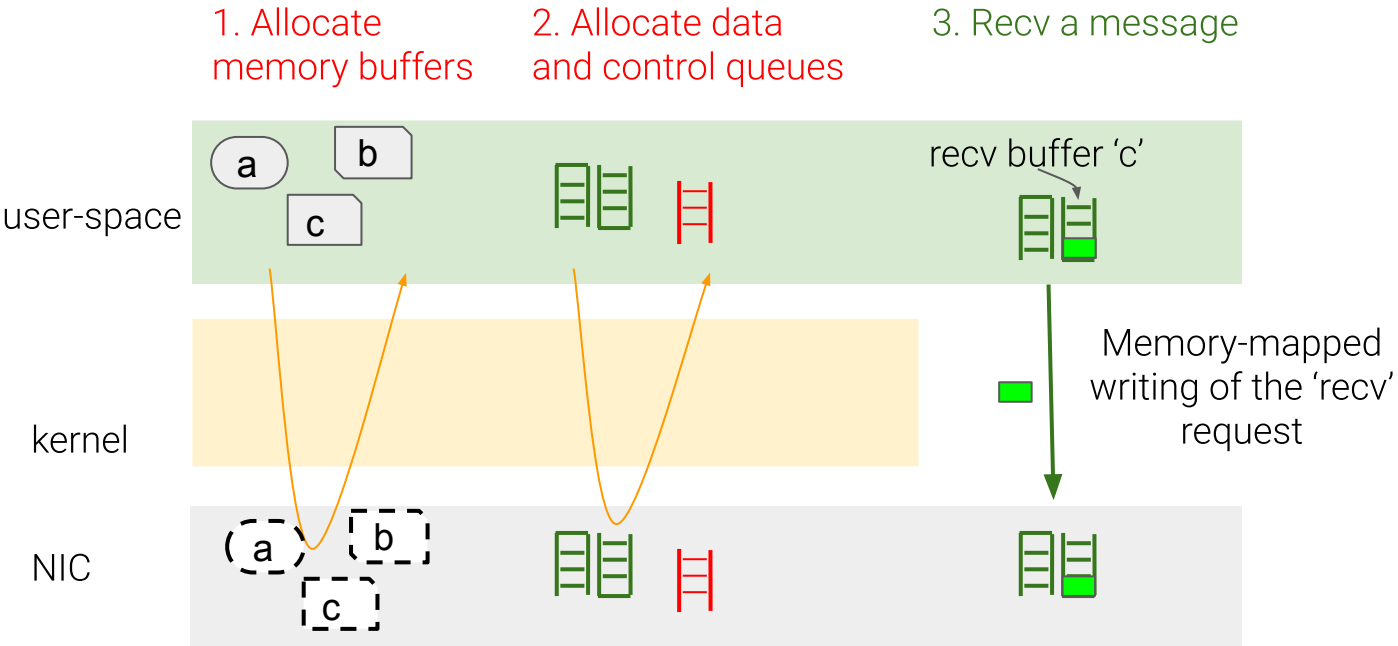 1. Allocate
memory buffers
2. Allocate data
and control queues
3. Recv a message
user-space
a
b
c
recv buffer ‘c’
kernel
Memory-mapped
writing of the ‘recv’
request
NIC
a
b
c